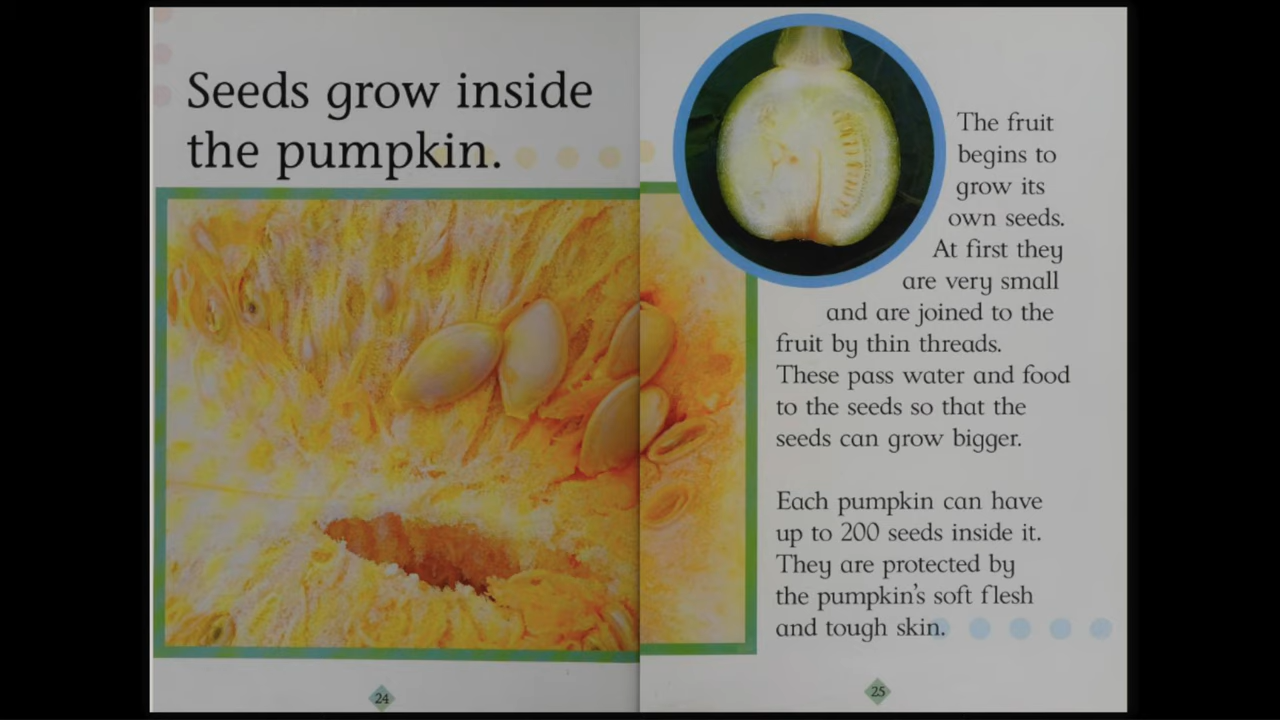 Seeds grow inside
the pumpkin.
24
The fruit
begins to
grow its
own seeds.
At first they
are very small
and are joined to the
fruit by thin threads.
These pass water and food
to the seeds so that the
seeds can grow bigger.
Each pumpkin can have
up to 200 seeds inside it.
They are protected by
the pumpkin's soft flesh
and tough skin.
25